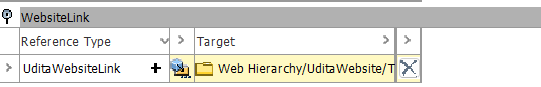 WebsiteLink
Reference Type > Target >
> UditaWebsiteLink + Web Hierarchy/UditaWebsite/T